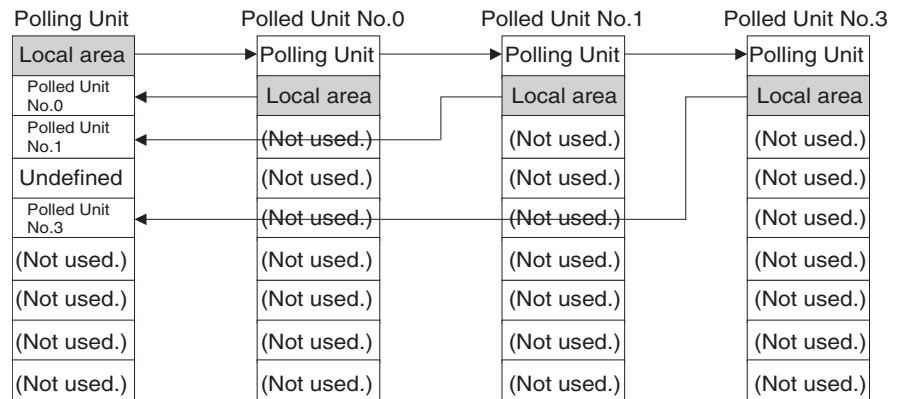 Polling Unit Polled Unit No.0 Polled Unit No.1 Polled Unit No.3
Local area Polling Unit Polling Unit Polling Unit
Polled Unit
No.0
Local area Local area Local area
Polled Unit
No.1
(Not used.) (Not used.) (Not used.)
Undefined (Not used.) (Not used.) (Not used.)
Polled Unit
No.3
(Not used.) (Not used.) (Not used.)
(Not used.) (Not used.) (Not used.) (Not used.)
(Not used.) (Not used.) (Not used.) (Not used.)
(Not used.) (Not used.) (Not used.) (Not used.)
(Not used.) (Not used.) (Not used.) (Not used.)